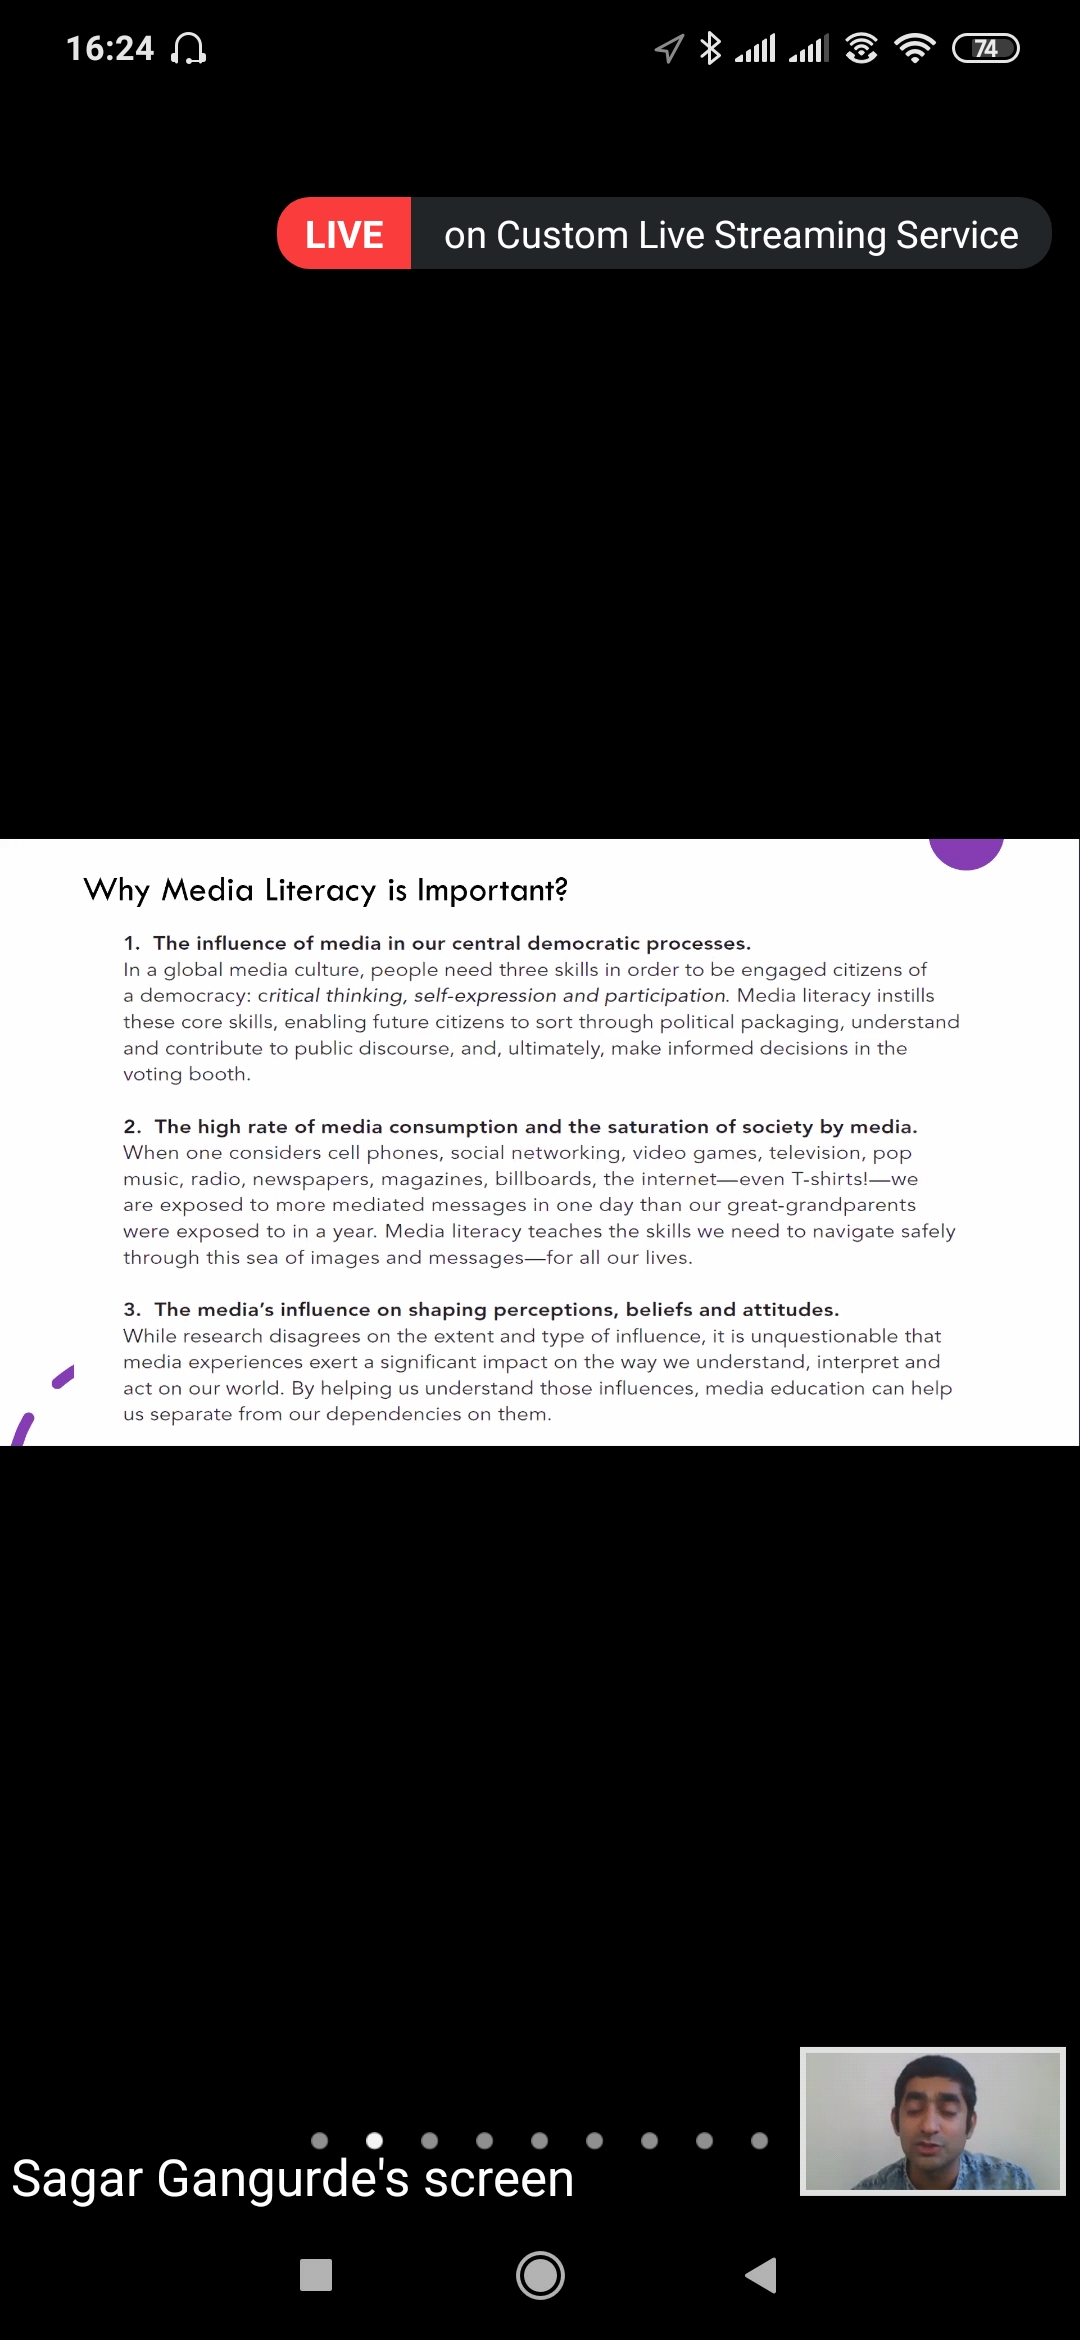 16:24
74
LIVE on Custom Live Streaming Service
Why Media Literacy is Important?
1. The influence of media in our central democratic processes.
In a global media culture, people need three skills in order to be engaged citizens of
a democracy: critical thinking, self-expression and participation. Media literacy instills
these core skills, enabling future citizens to sort through political packaging, understand
and contribute to public discourse, and, ultimately, make informed decisions in the
voting booth.
2. The high rate of media consumption and the saturation of society by media.
When one considers cell phones, social networking, video games, television, pop
music, radio, newspapers, magazines, billboards, the internet—even T-shirts!—we
are exposed to more mediated messages in one day than our great-grandparents
were exposed to in a year. Media literacy teaches the skills we need to navigate safely
through this sea of images and messages—for all our lives.
3. The media’s influence on shaping perceptions, beliefs and attitudes.
While research disagrees on the extent and type of influence, it is unquestionable that
media experiences exert a significant impact on the way we understand, interpret and
act on our world. By helping us understand those influences, media education can help
us separate from our dependencies on them.
Sagar Gangurde's screen